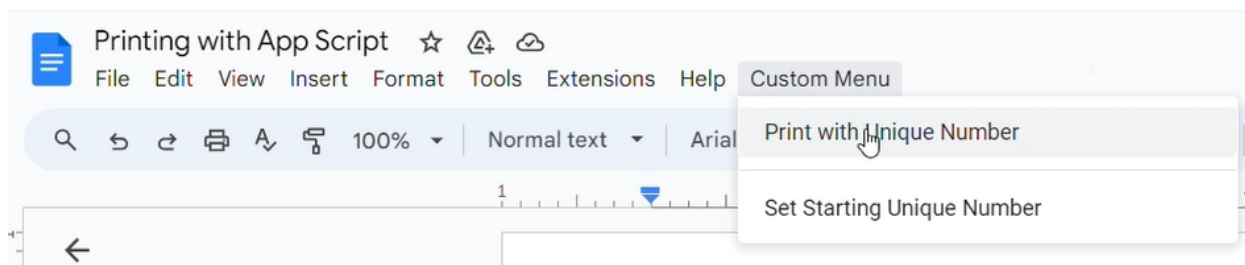 Printing with App Script
File Edit View Insert Format Tools Extensions Help Custom Menu
100% Normal text Arial
Print with Unique Number
1
Set Starting Unique Number